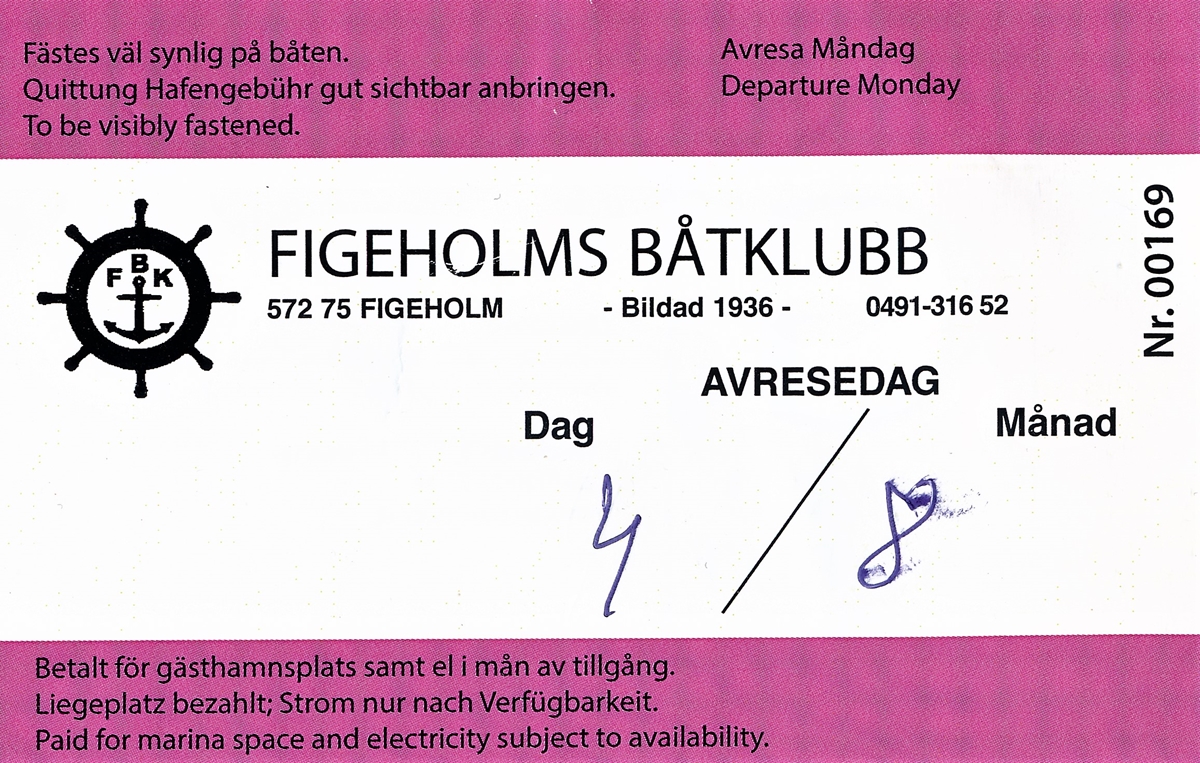 Fästes väl synlig på båten.
Quittung Hafengebühr gut sichtbar anbringen.
To be visibly fastened.
Avresa Måndag
Departure Monday
FBK
FIGEHOLMS BÅTKLUBB
572 75 FIGEHOLM - Bildad 1936 - 0491-316 52
Nr. 00169
AVRESEDAG
Dag / Månad
4 8
Betalt för gästhamnsplats samt el i mån av tillgång.
Liegeplatz bezahlt; Strom nur nach Verfügbarkeit.
Paid for marina space and electricity subject to availability.